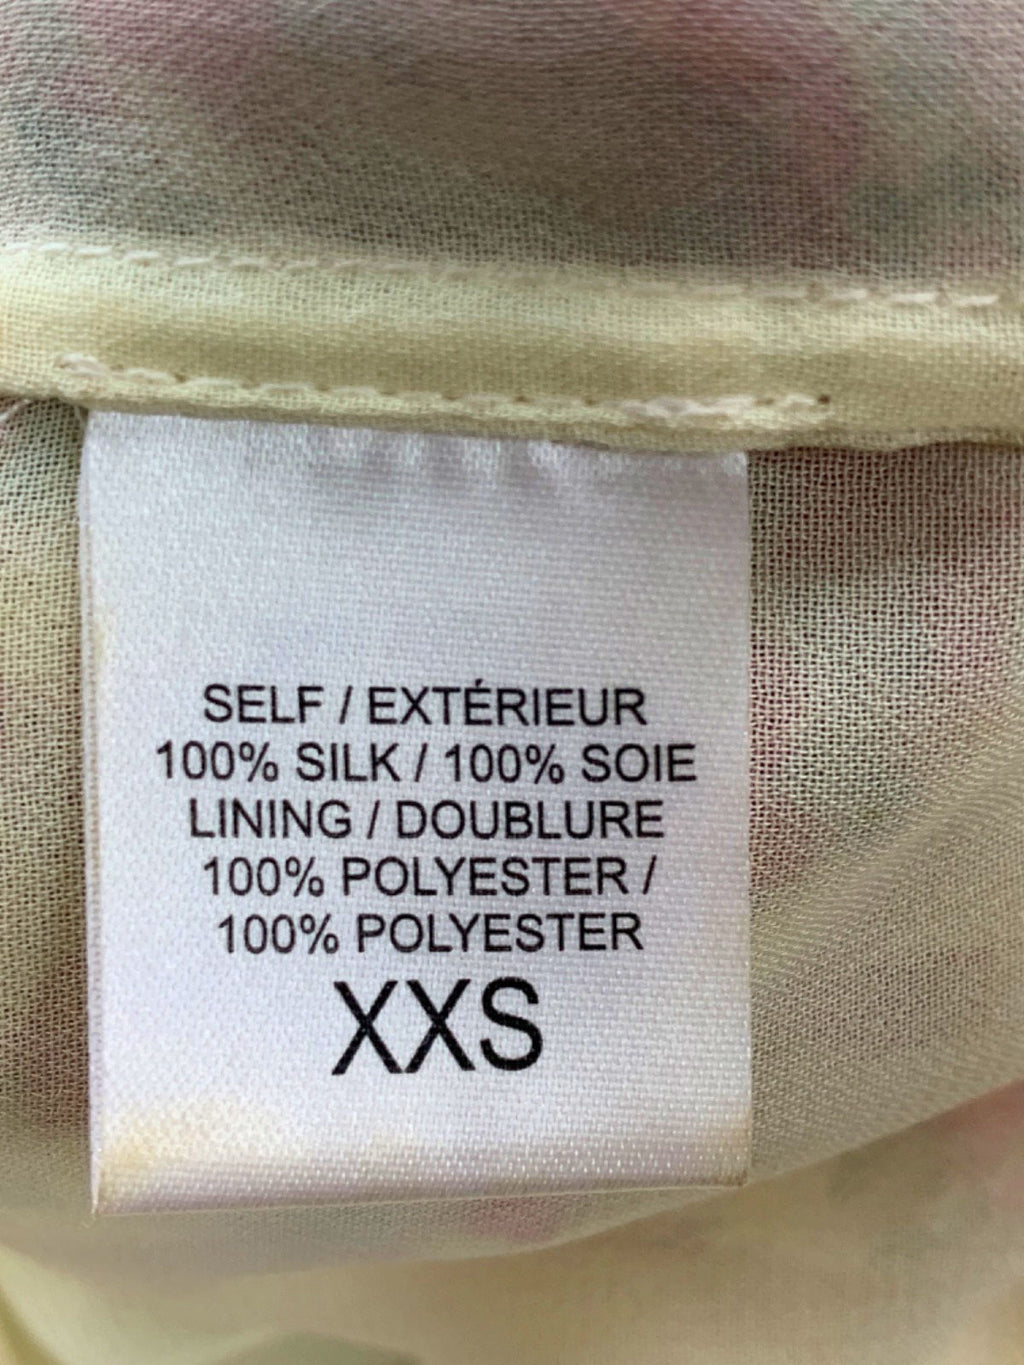 SELF / EXTÉRIEUR
100% SILK / 100% SOIE
LINING / DOUBLURE
100% POLYESTER /
100% POLYESTER
XXS